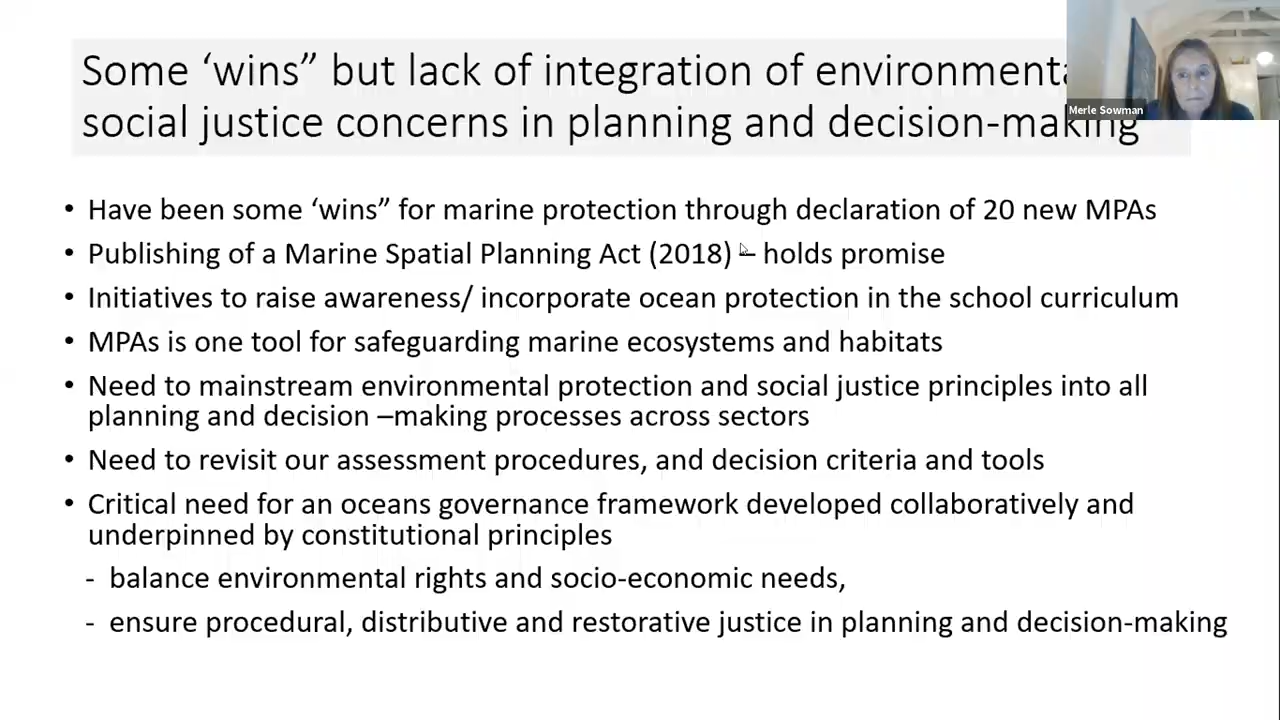 Some ‘wins” but lack of integration of
social justice concerns in planning and decision-making
Merle Sowman
• Have been some ‘wins” for marine protection through declaration of 20 new MPAs
• Publishing of a Marine Spatial Planning Act (2018) – holds promise
• Initiatives to raise awareness/ incorporate ocean protection in the school curriculum
• MPAs is one tool for safeguarding marine ecosystems and habitats
• Need to mainstream environmental protection and social justice principles into all
planning and decision –making processes across sectors
• Need to revisit our assessment procedures, and decision criteria and tools
• Critical need for an oceans governance framework developed collaboratively and
underpinned by constitutional principles
- balance environmental rights and socio-economic needs,
- ensure procedural, distributive and restorative justice in planning and decision-making